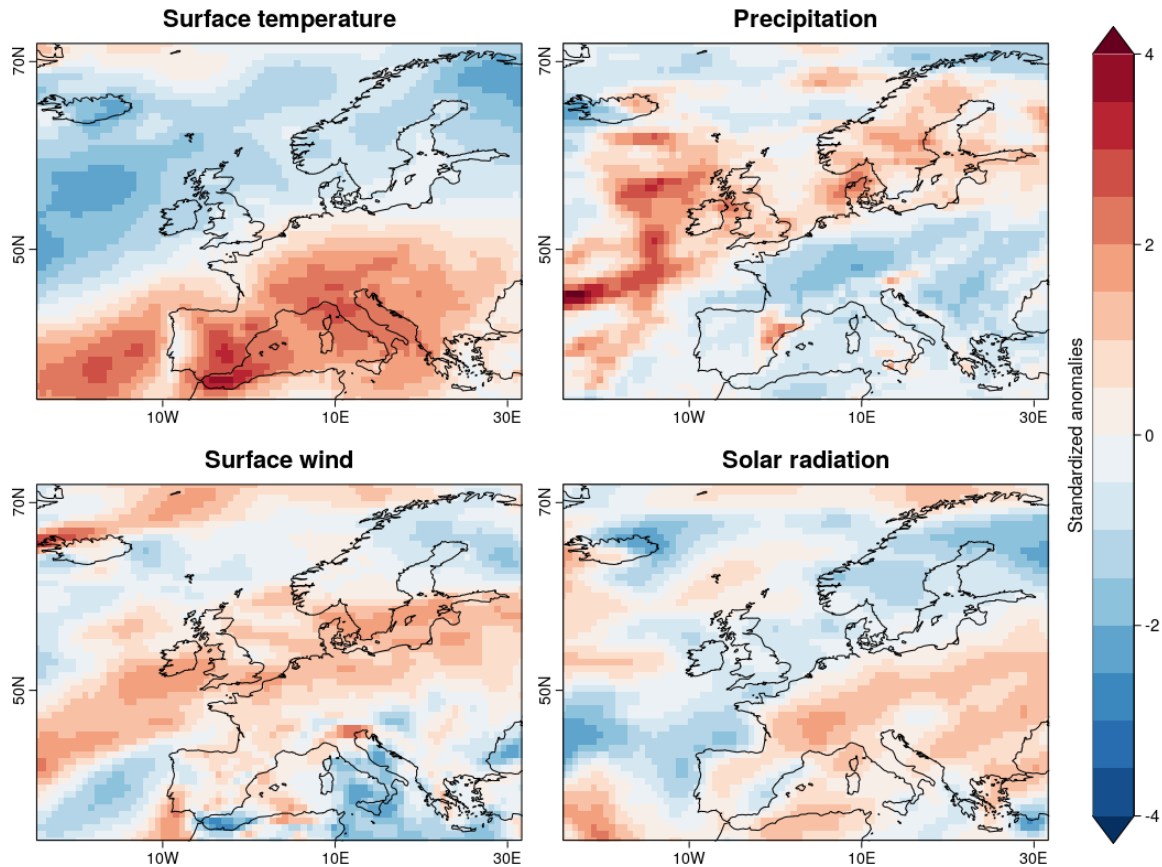 Surface temperature
Precipitation
70N
50N
10W
10E
30E
70N
50N
10W
10E
30E
Surface wind
Solar radiation
70N
50N
10W
10E
30E
70N
50N
10W
10E
30E
4
2
0
-2
-4
Standardized anomalies